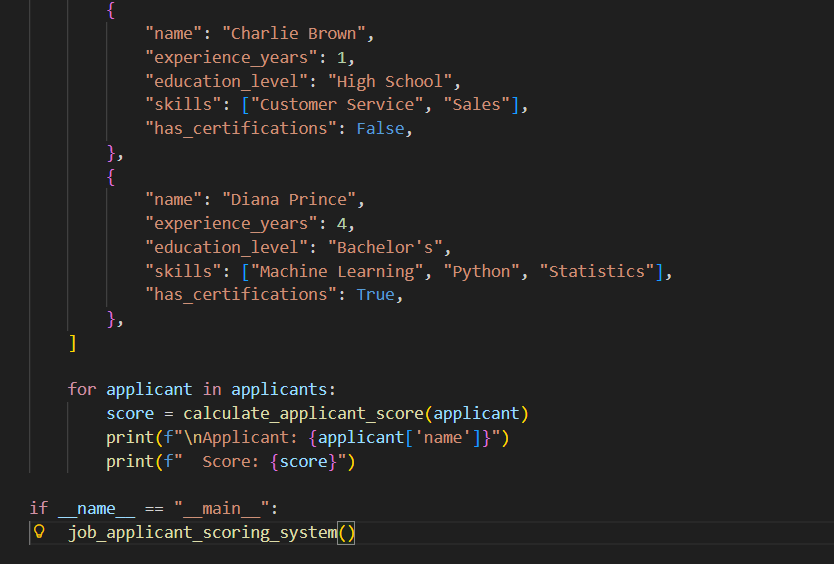 {
"name": "Charlie Brown",
"experience_years": 1,
"education_level": "High School",
"skills": ["Customer Service", "Sales"],
"has_certifications": False,
},
{
"name": "Diana Prince",
"experience_years": 4,
"education_level": "Bachelor's",
"skills": ["Machine Learning", "Python", "Statistics"],
"has_certifications": True,
},
]
for applicant in applicants:
score = calculate_applicant_score(applicant)
print(f"\nApplicant: {applicant['name']}")
print(f"  Score: {score}")
if __name__ == "__main__":
job_applicant_scoring_system()